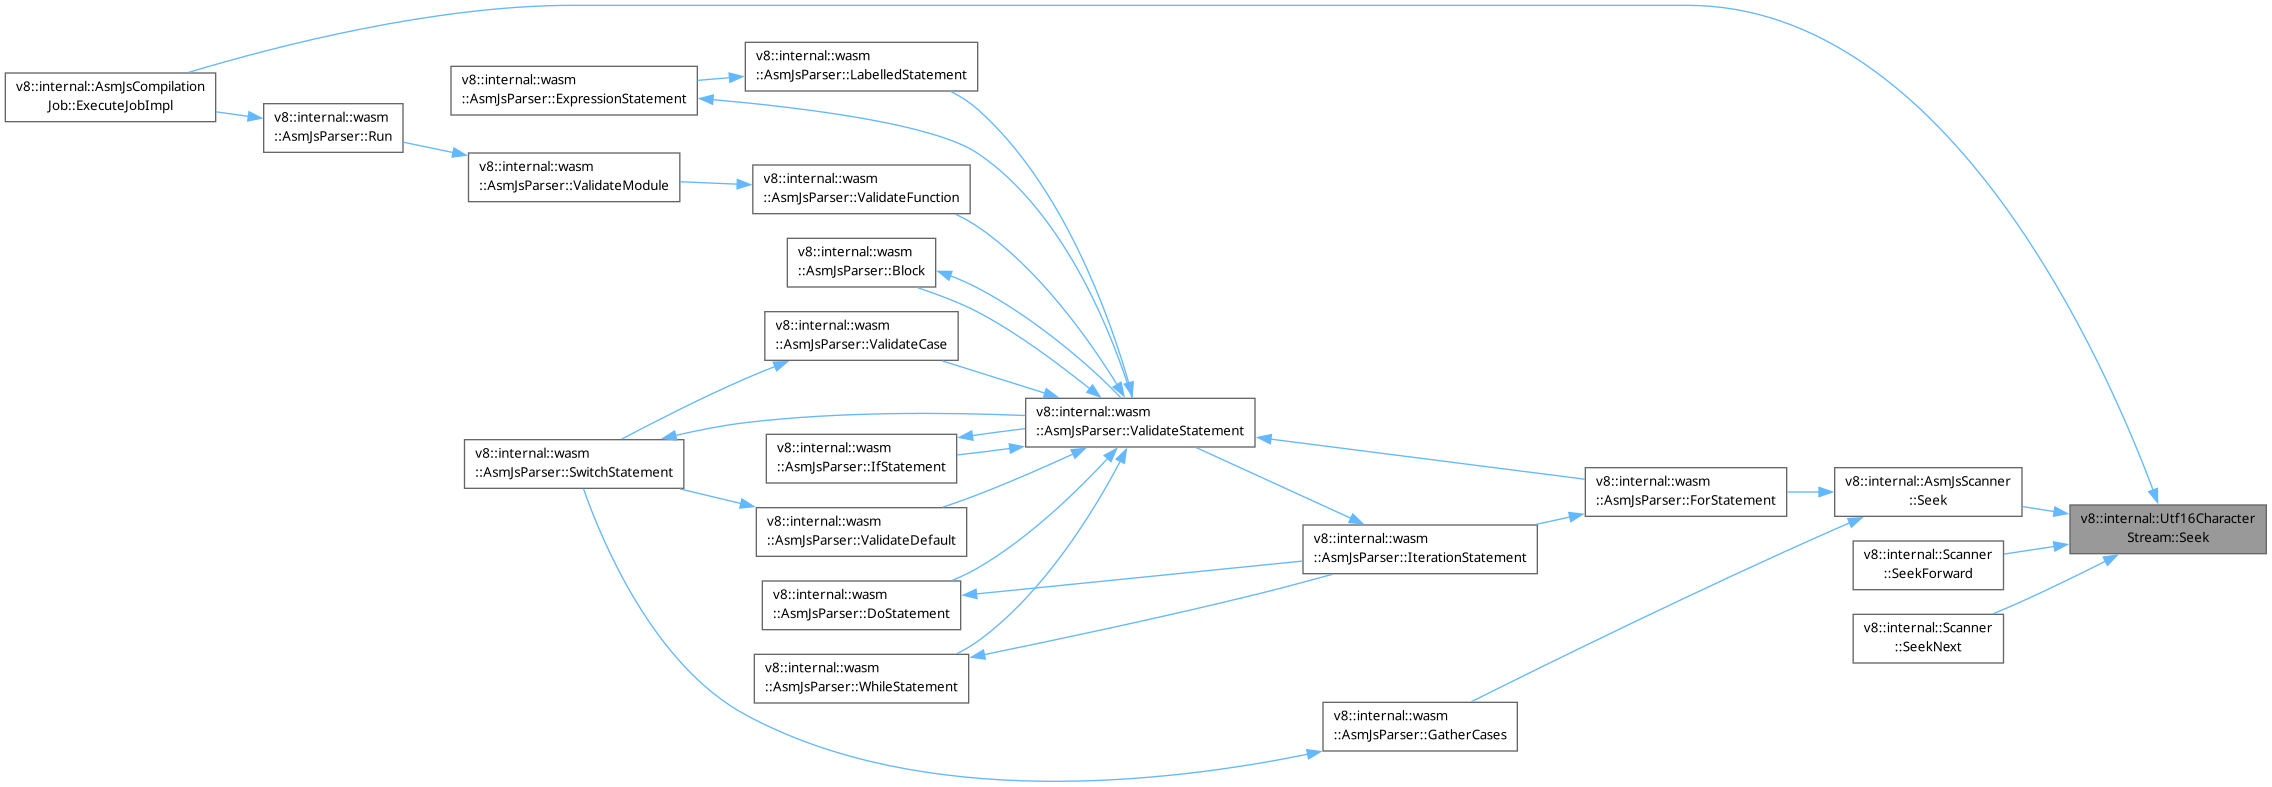 v8::internal::AsmJsCompilation
Job::ExecuteJobImpl
v8::internal::wasm
::AsmJsParser::Run
v8::internal::wasm
::AsmJsParser::ExpressionStatement
v8::internal::wasm
::AsmJsParser::ValidateModule
v8::internal::wasm
::AsmJsParser::SwitchStatement
v8::internal::wasm
::AsmJsParser::LabelledStatement
v8::internal::wasm
::AsmJsParser::ValidateFunction
v8::internal::wasm
::AsmJsParser::Block
v8::internal::wasm
::AsmJsParser::ValidateCase
v8::internal::wasm
::AsmJsParser::IfStatement
v8::internal::wasm
::AsmJsParser::ValidateDefault
v8::internal::wasm
::AsmJsParser::DoStatement
v8::internal::wasm
::AsmJsParser::WhileStatement
v8::internal::wasm
::AsmJsParser::ValidateStatement
v8::internal::wasm
::AsmJsParser::IterationStatement
v8::internal::wasm
::AsmJsParser::GatherCases
v8::internal::wasm
::AsmJsParser::ForStatement
v8::internal::AsmJsScanner
::Seek
v8::internal::Scanner
::SeekForward
v8::internal::Scanner
::SeekNext
v8::internal::Utf16Character
Stream::Seek